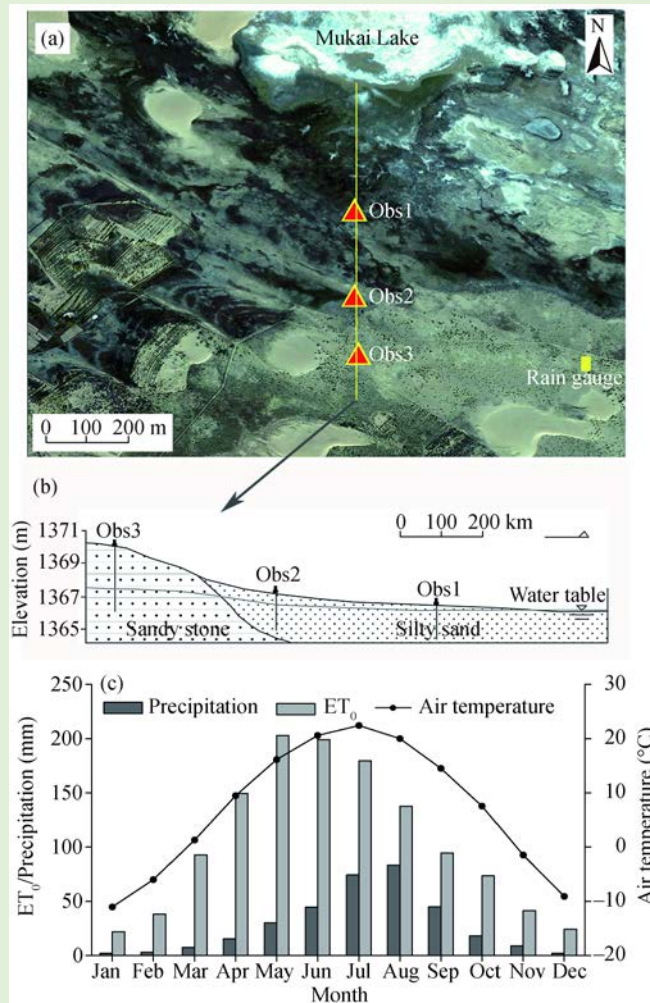 (a)
Mukai Lake
N
Obs1
Obs2
Obs3
Rain gauge
0 100 200 m
(b)
Elevation (m)
1371
1369
1367
1365
Obs3
Obs2
Obs1
0 100 200 km
Water table
Sandy stone
Silty sand
(c)
Precipitation
ET₀
Air temperature
ET₀/Precipitation (mm)
250
200
150
100
50
0
30
20
10
0
−10
−20
Air temperature (°C)
Jan Feb Mar Apr May Jun Jul Aug Sep Oct Nov Dec
Month